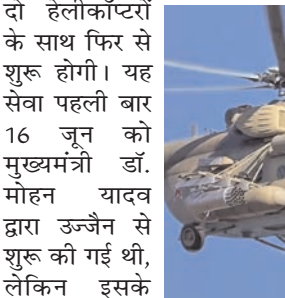 दो हेलीकॉप्टरों
के साथ फिर से
शुरू होगी। यह
सेवा पहली बार
16 जून को
मुख्यमंत्री डॉ.
मोहन यादव
द्वारा उज्जैन से
शुरू की गई थी,
लेकिन इसके